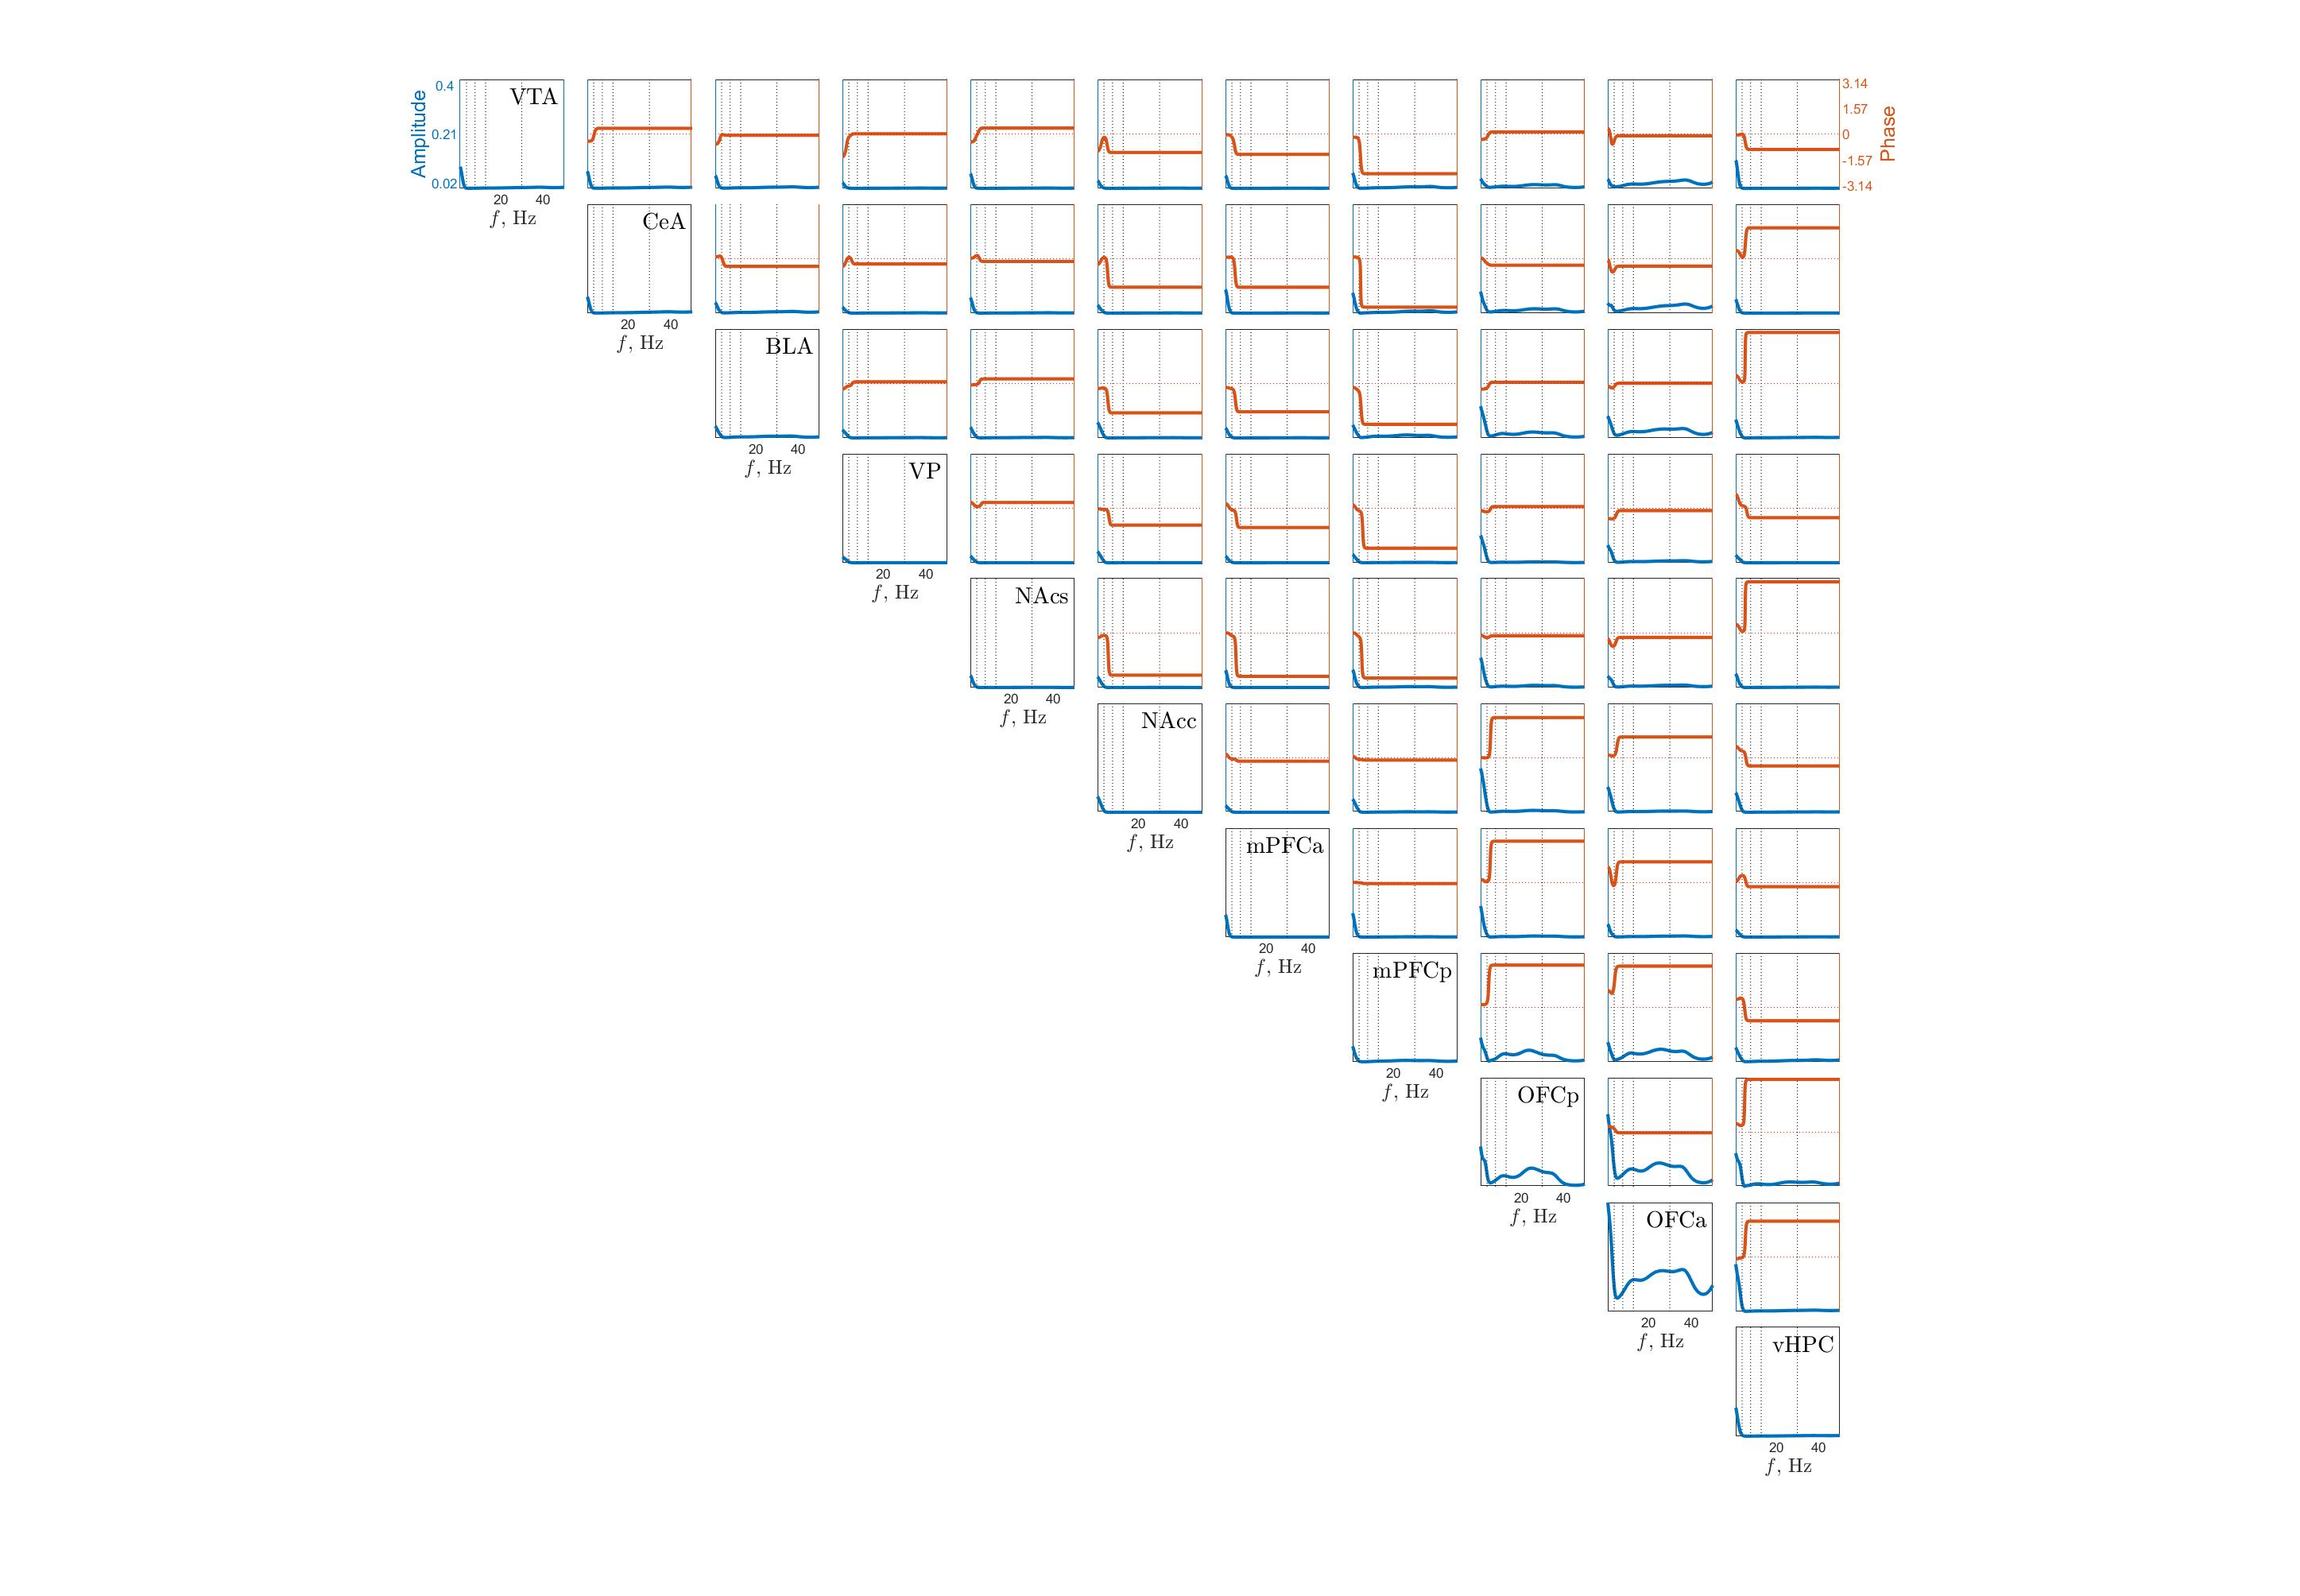 Amplitude
0.4
0.21
0.02
VTA
3.14
1.57
0
-1.57
-3.14
Phase
20 40
f, Hz
CeA
20 40
f, Hz
BLA
20 40
f, Hz
VP
20 40
f, Hz
NAcs
20 40
f, Hz
NAcc
20 40
f, Hz
mPFCa
20 40
f, Hz
mPFCp
20 40
f, Hz
OFCp
20 40
f, Hz
OFCa
20 40
f, Hz
vHPC
20 40
f, Hz